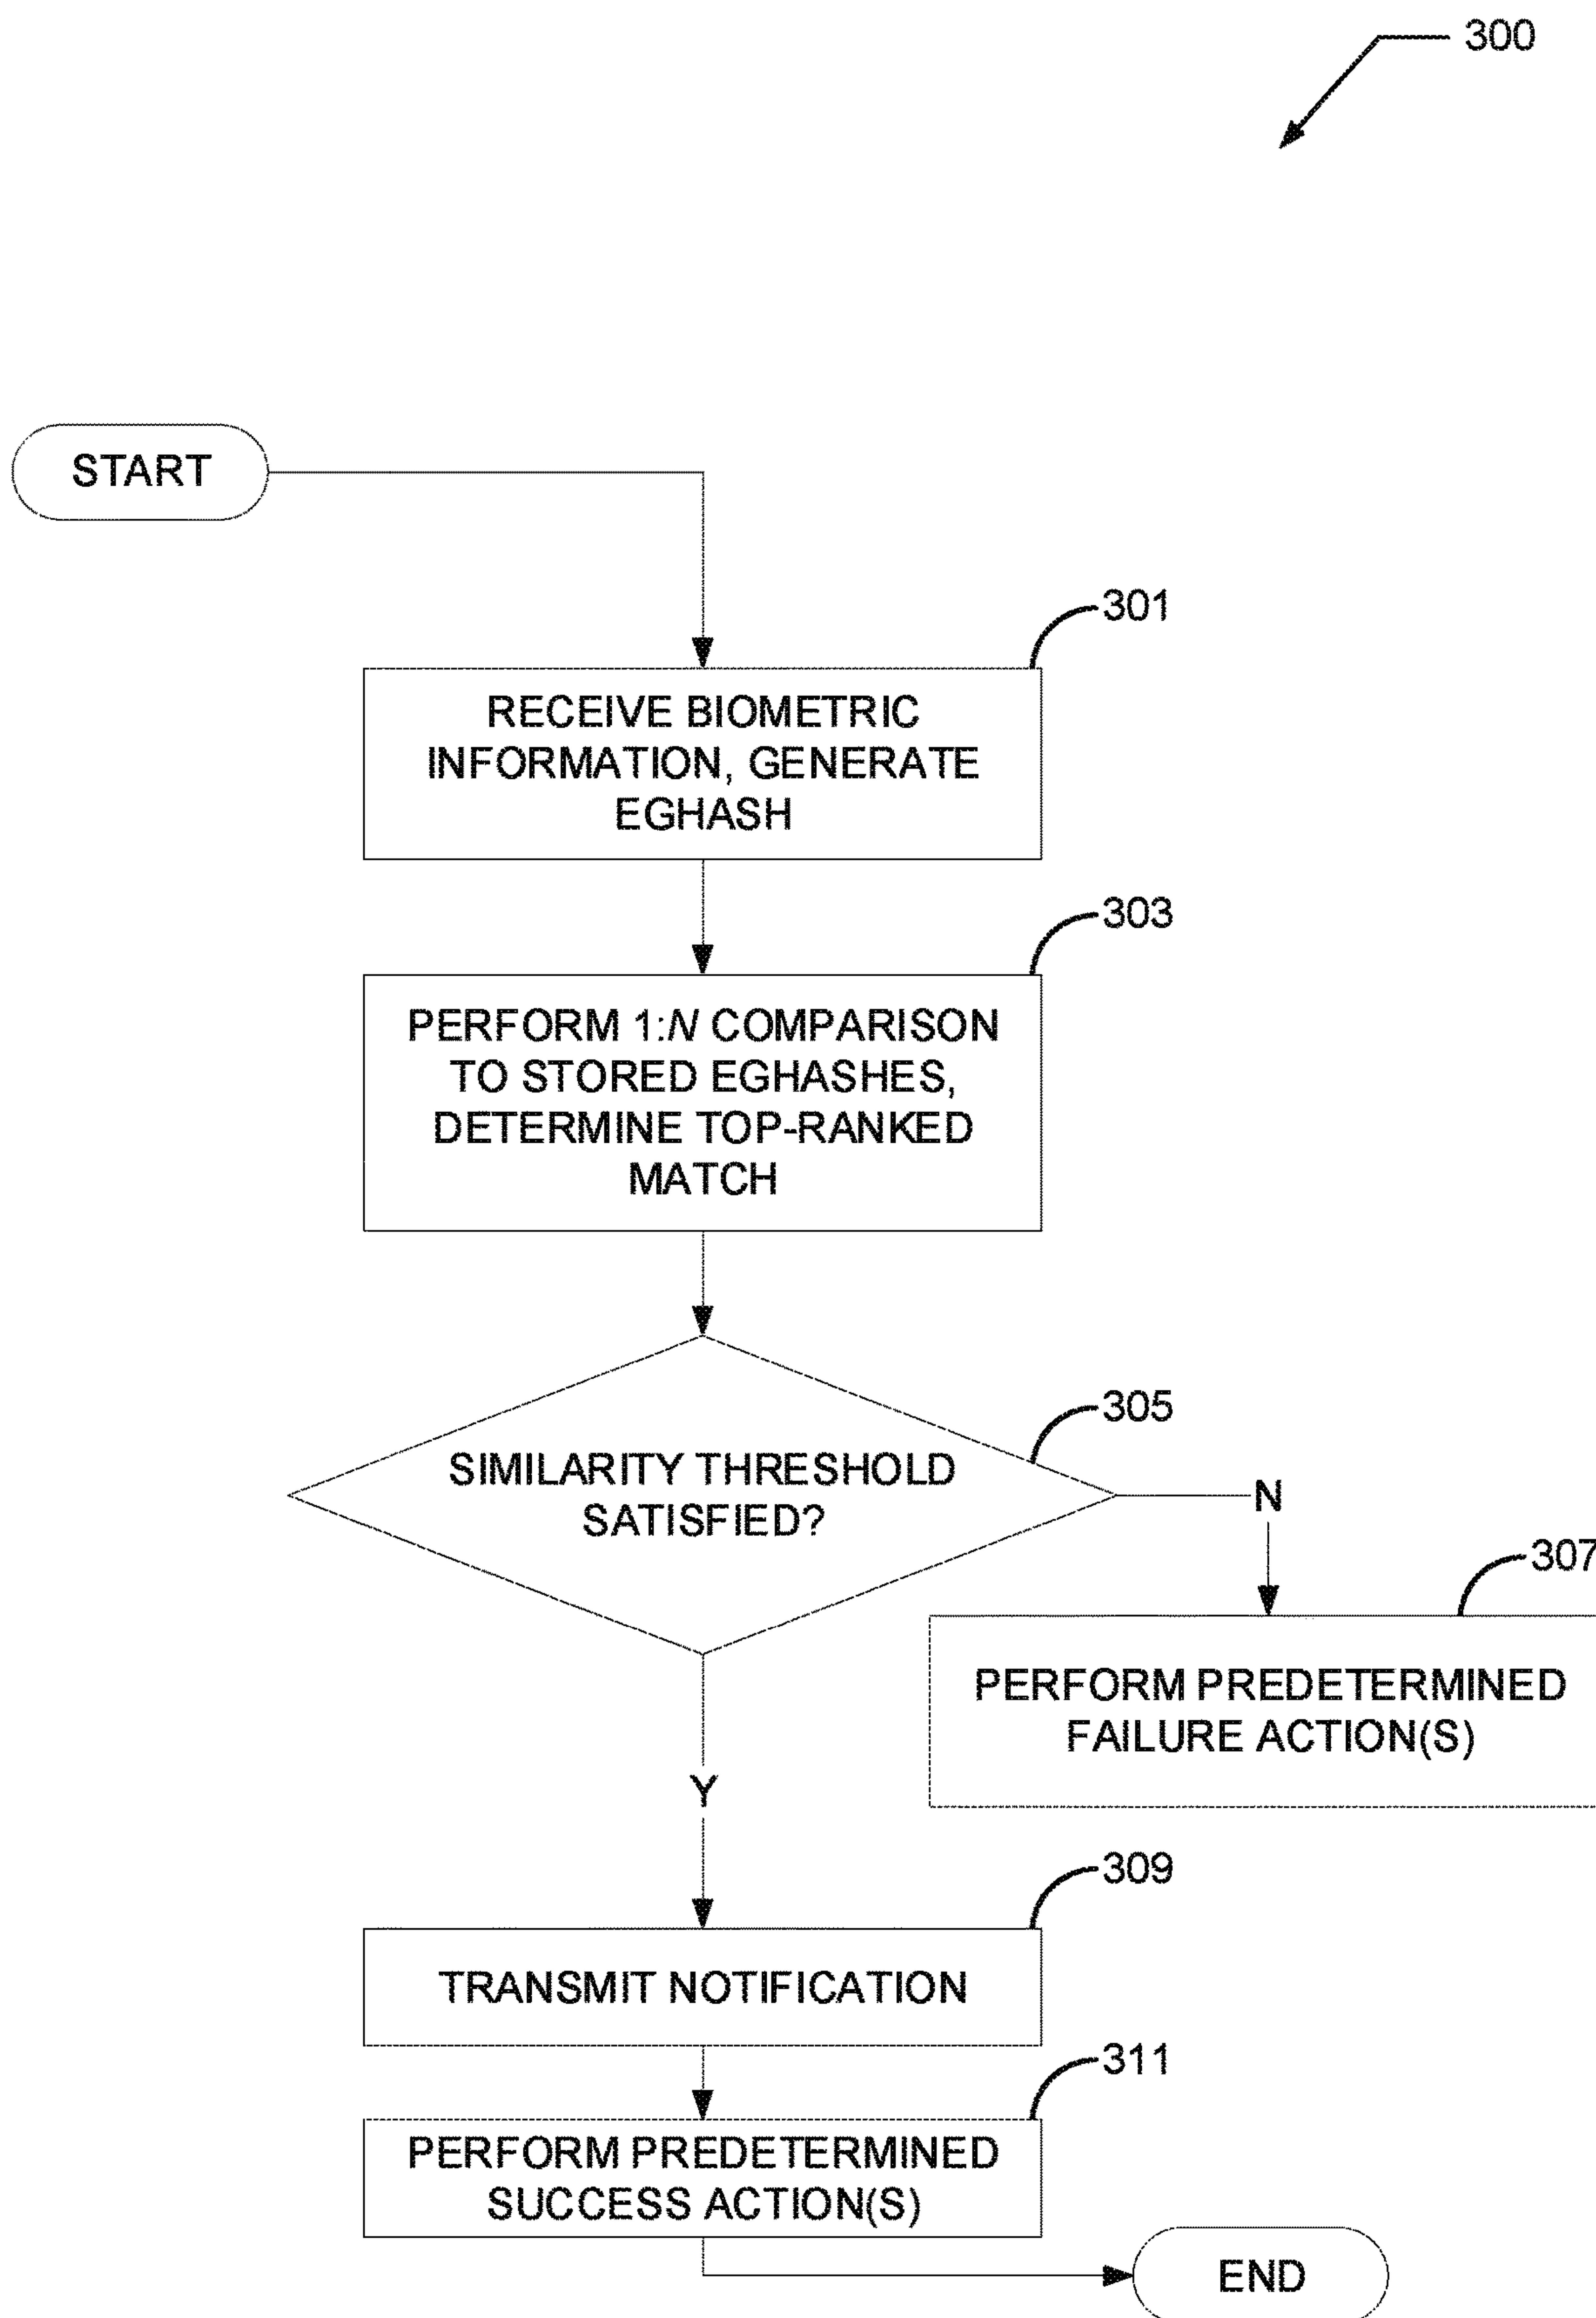 300
START
301
RECEIVE BIOMETRIC
INFORMATION, GENERATE
EGHASH
303
PERFORM 1:N COMPARISON
TO STORED EGHASHES,
DETERMINE TOP-RANKED
MATCH
305
SIMILARITY THRESHOLD
SATISFIED?
N
307
PERFORM PREDETERMINED
FAILURE ACTION(S)
Y
309
TRANSMIT NOTIFICATION
311
PERFORM PREDETERMINED
SUCCESS ACTION(S)
END